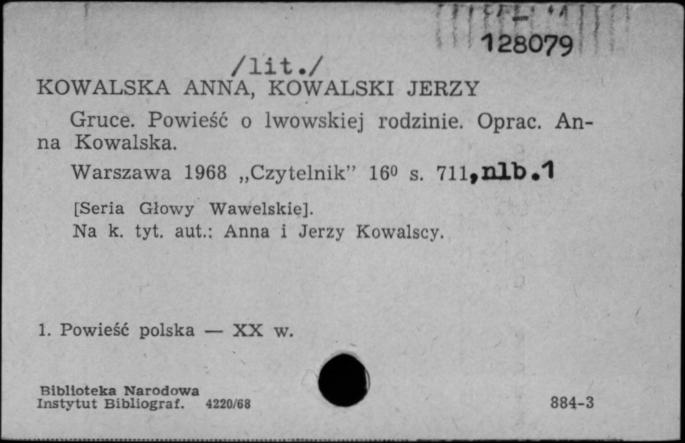 128079
/lit./
KOWALSKA ANNA, KOWALSKI JERZY
Gruce. Powieść o lwowskiej rodzinie. Oprac. An-
na Kowalska.
Warszawa 1968 „Czytelnik” 16⁰ s. 711,nlb.1
[Seria Głowy Wawelskie].
Na k. tyt. aut.: Anna i Jerzy Kowalscy.
1. Powieść polska — XX w.
Biblioteka Narodowa
Instytut Bibliograf. 4220/68
884-3